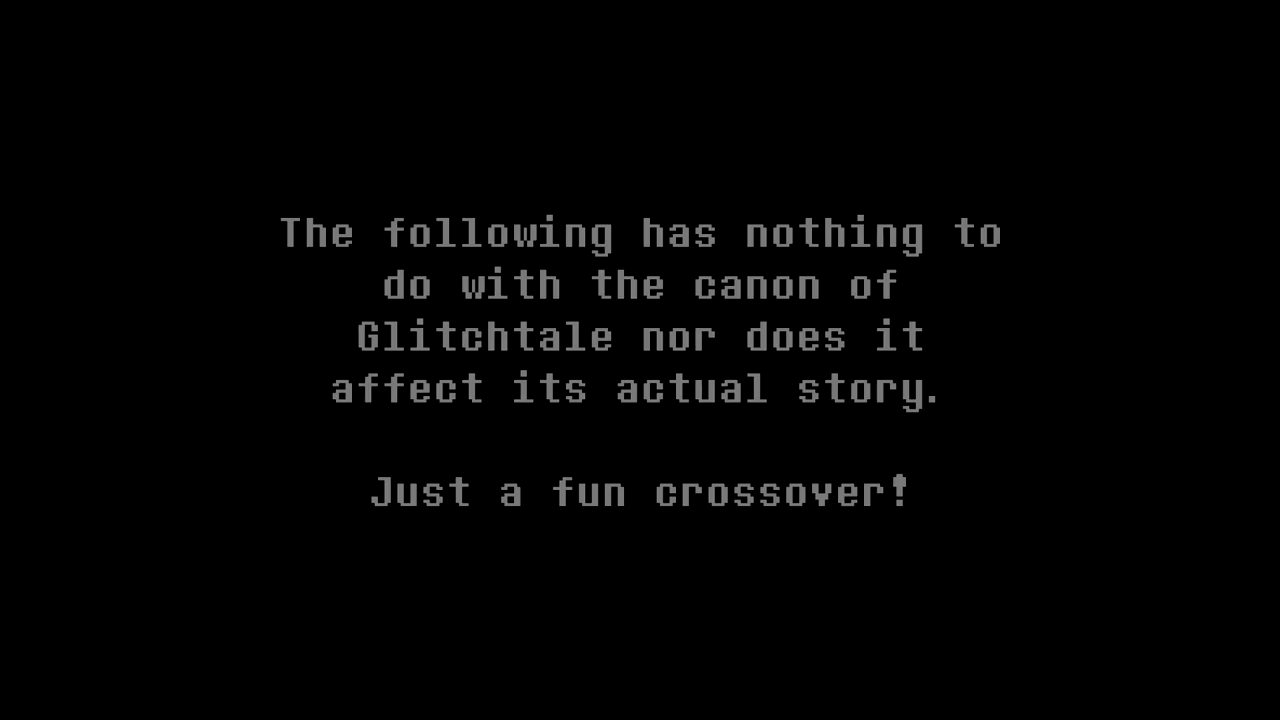 The following has nothing to
do with the canon of
Glitchtale nor does it
affect its actual story.
Just a fun crossover!